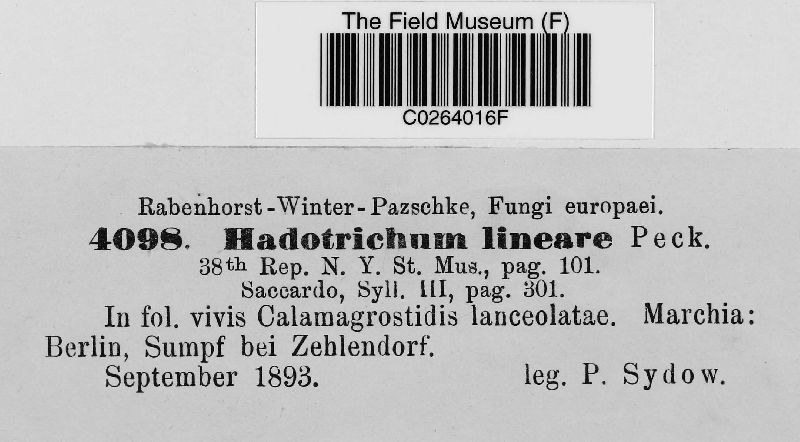 The Field Museum (F)
C0264016F
Rabenhorst-Winter-Pazschke, Fungi europaei.
4098. Hadotrichum lineare Peck.
38th Rep. N. Y. St. Mus., pag. 101.
Saccardo, Syll. III, pag. 301.
In fol. vivis Calamagrostidis lanceolatae. Marchia:
Berlin, Sumpf bei Zehlendorf.
September 1893. leg. P. Sydow.